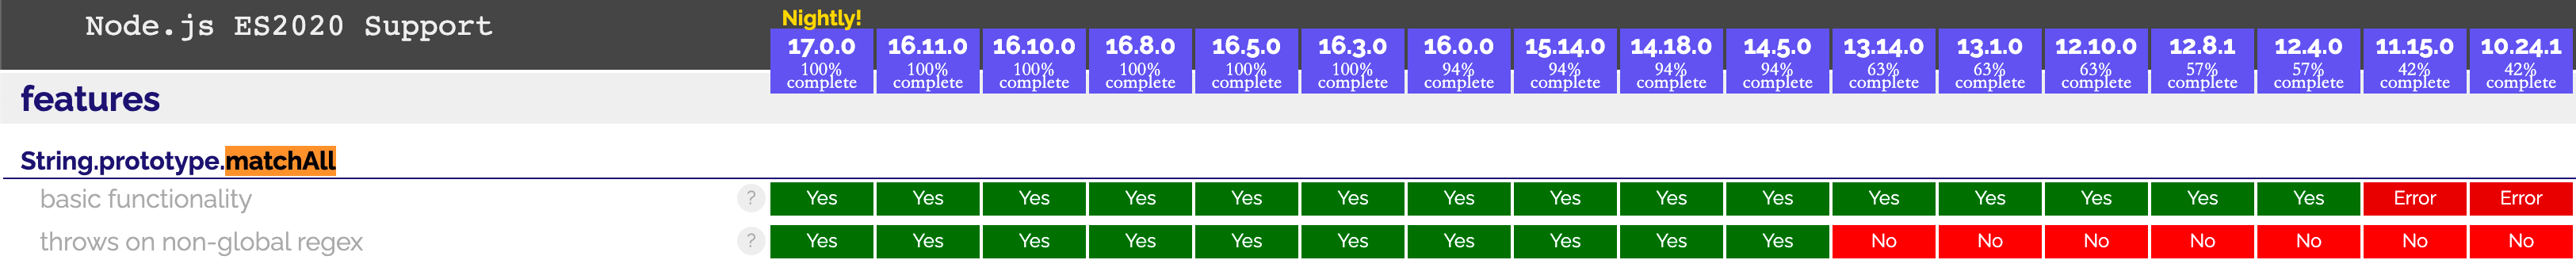 Node.js ES2020 Support
Nightly!
17.0.0 16.11.0 16.10.0 16.8.0 16.5.0 16.3.0 16.0.0 15.14.0 14.18.0 14.5.0 13.14.0 13.1.0 12.10.0 12.8.1 12.4.0 11.15.0 10.24.1
100% 100% 100% 100% 100% 100% 94% 94% 94% 94% 63% 63% 63% 57% 57% 42% 42%
complete complete complete complete complete complete complete complete complete complete complete complete complete complete complete complete complete
features
String.prototype.matchAll
basic functionality ? Yes Yes Yes Yes Yes Yes Yes Yes Yes Yes Yes Yes Yes Yes Yes Error Error
throws on non-global regex ? Yes Yes Yes Yes Yes Yes Yes Yes Yes Yes No No No No No No No